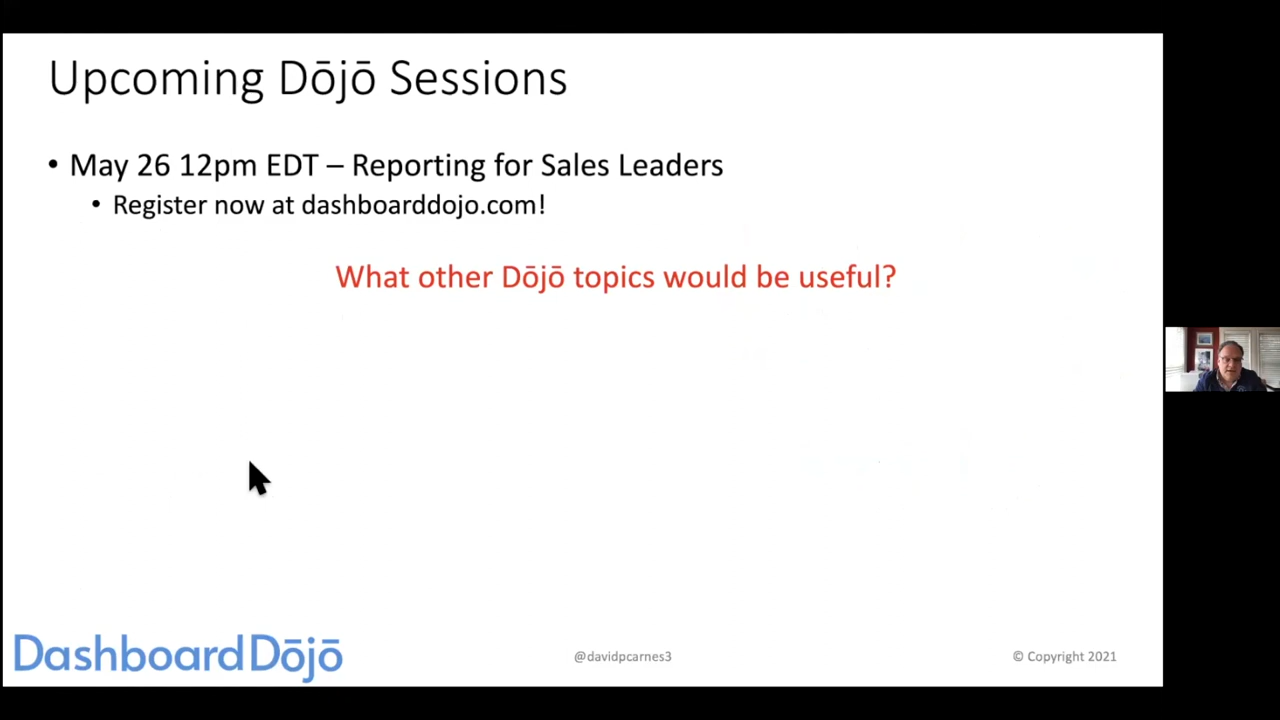 Upcoming Dōjō Sessions
• May 26 12pm EDT – Reporting for Sales Leaders
• Register now at dashboarddojo.com!
What other Dōjō topics would be useful?
DashboardDōjō
@davidpcarnes3
© Copyright 2021